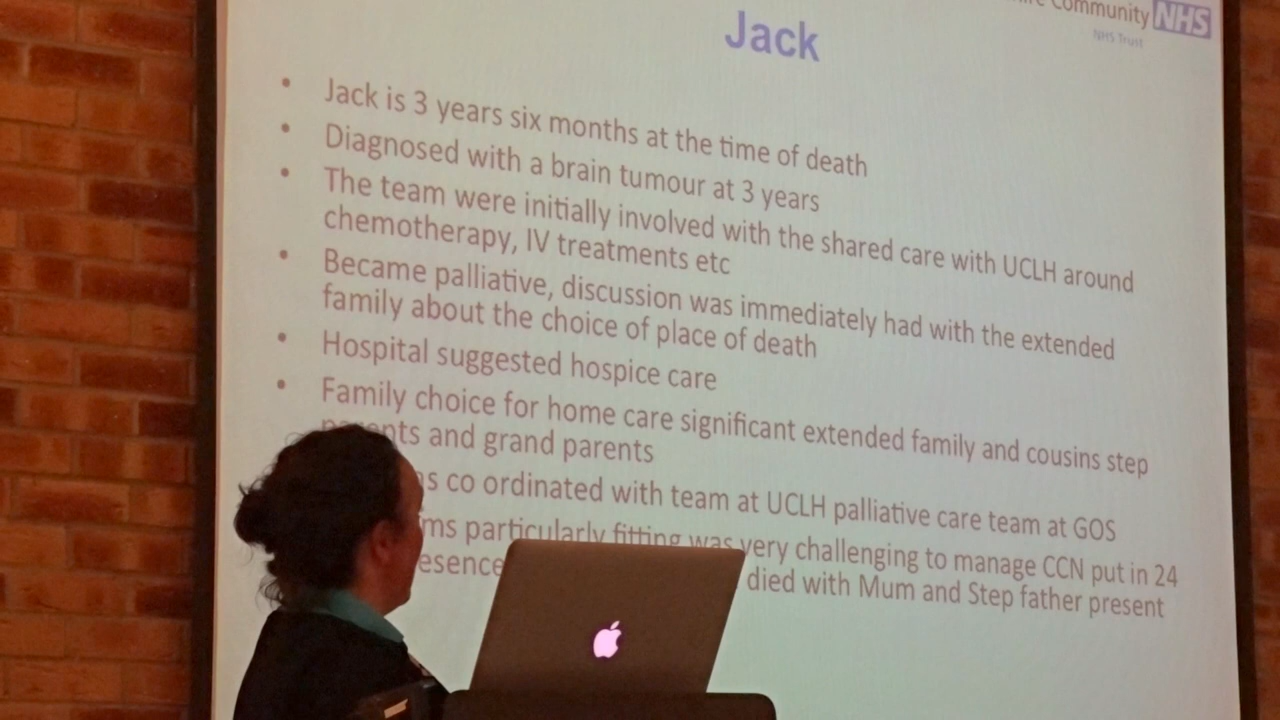 Community NHS
NHS Trust
Jack
• Jack is 3 years six months at the time of death
• Diagnosed with a brain tumour at 3 years
• The team were initially involved with the shared care with UCLH around
chemotherapy, IV treatments etc
• Became palliative, discussion was immediately had with the extended
family about the choice of place of death
• Hospital suggested hospice care
• Family choice for home care significant extended family and cousins step
parents and grand parents
co ordinated with team at UCLH palliative care team at GOS
particularly fitting was very challenging to manage CCN put in 24
died with Mum and Step father present